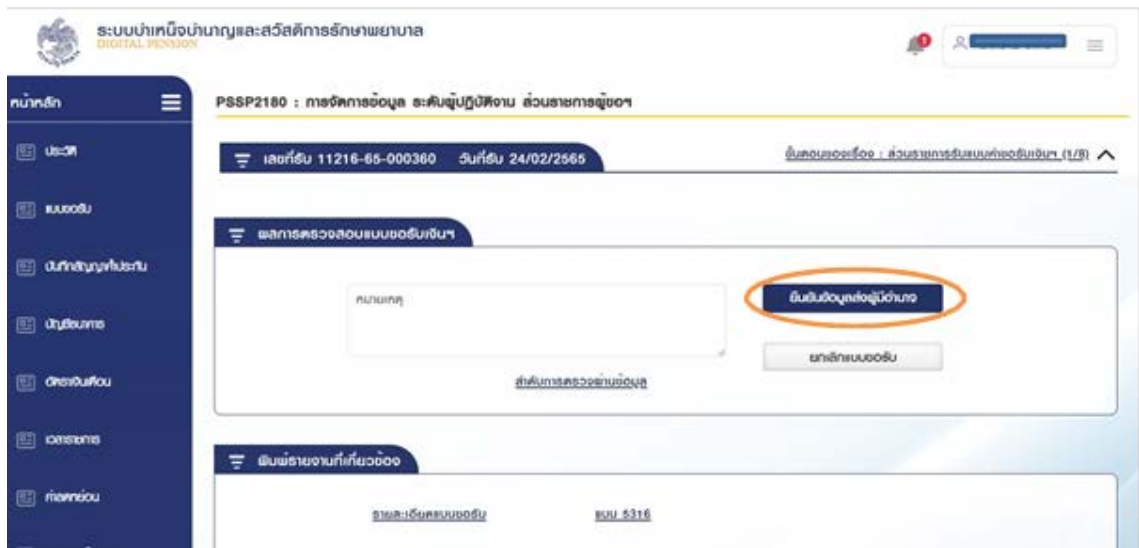 ระบบบำเหน็จบำนาญและสวัสดิการรักษาพยาบาล
DIGITAL PENSION
หน้าหลัก
PSSP2180 : การจัดการข้อมูล ระดับผู้ปฏิบัติงาน ส่วนราชการผู้ขอฯ
ประวัติ
เลขที่รับ 11216-65-000360 วันที่รับ 24/02/2565
ขั้นตอนของเรื่อง : ส่วนราชการรับแบบคำขอรับเงินฯ (1/8)
แบบขอรับ
ผลการตรวจสอบแบบขอรับเงินฯ
บันทึกสัญญาค้ำประกัน
หมายเหตุ
ยืนยันข้อมูลส่งผู้มีอำนาจ
บัญชีธนาคาร
ยกเลิกแบบขอรับ
อัตราเงินเดือน
ลำดับการตรวจผ่านข้อมูล
เวลาราชการ
พิมพ์รายงานที่เกี่ยวข้อง
ค่าลดหย่อน
รายละเอียดแบบขอรับ แบบ 5316